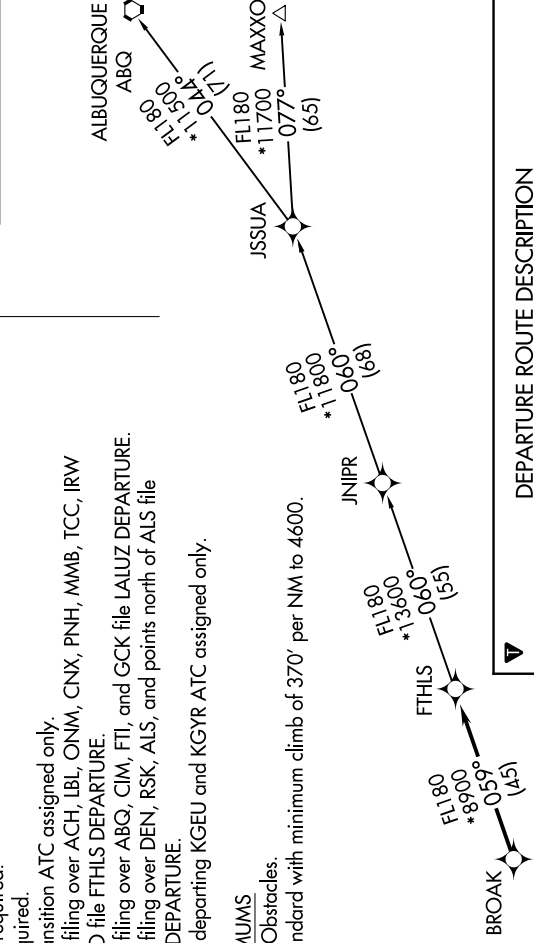 required.
quired.
nsition ATC assigned only.
filing over ACH, LBL, ONM, CNX, PNH, MMB, TCC, IRW
file FTHLS DEPARTURE.
filing over ABQ, CIM, FTI, and GCK file LALUZ DEPARTURE.
filing over DEN, RSK, ALS, and points north of ALS file
DEPARTURE.
departing KGEU and KGYR ATC assigned only.
MUMS
Obstacles.
ndard with minimum climb of 370' per NM to 4600.
ALBUQUERQUE
ABQ
FL180
*11500
044°
(71)
MAXXO
FL180
*11700
077°
(65)
JSSUA
FL180
*11800
060°
(68)
JNIPR
FL180
*13600
060°
(55)
FTHLS
FL180
*8900
059°
(45)
BROAK
T
DEPARTURE ROUTE DESCRIPTION